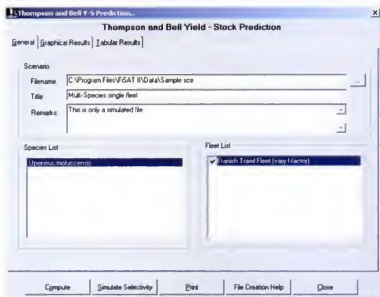 Thompson and Bell Y-S Prediction...
Thompson and Bell Yield - Stock Prediction
General Graphical Results Tabular Results
Scenario
Filename: C:\Program Files\FiSAT II\Data\Sample sce ...
Title: Multi-Species single fleet
Remarks: This is only a simulated file
Species List
Fleet List
Upeneus moluccensis
Danish Trawl Fleet (vary f-factor)
Compute Simulate Selectivity Print File Creation Help Close